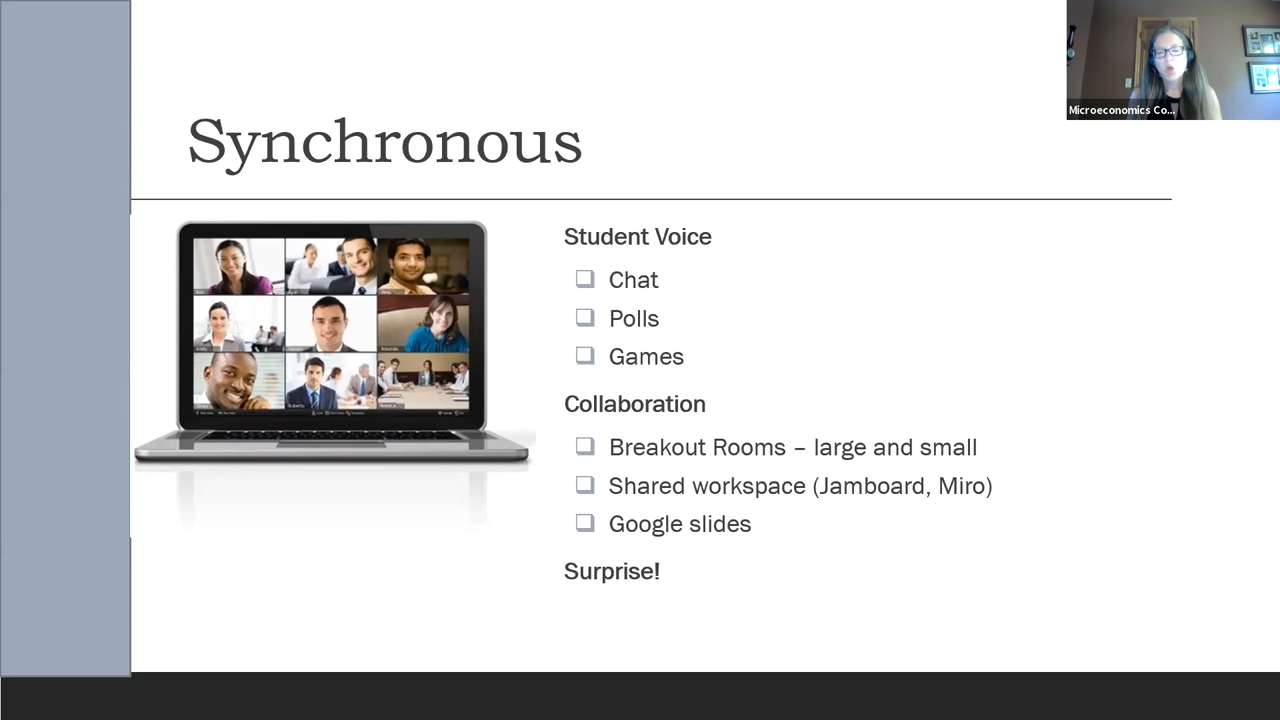 Microeconomics Co...
Synchronous
Student Voice
Chat
Polls
Games
Collaboration
Breakout Rooms – large and small
Shared workspace (Jamboard, Miro)
Google slides
Surprise!